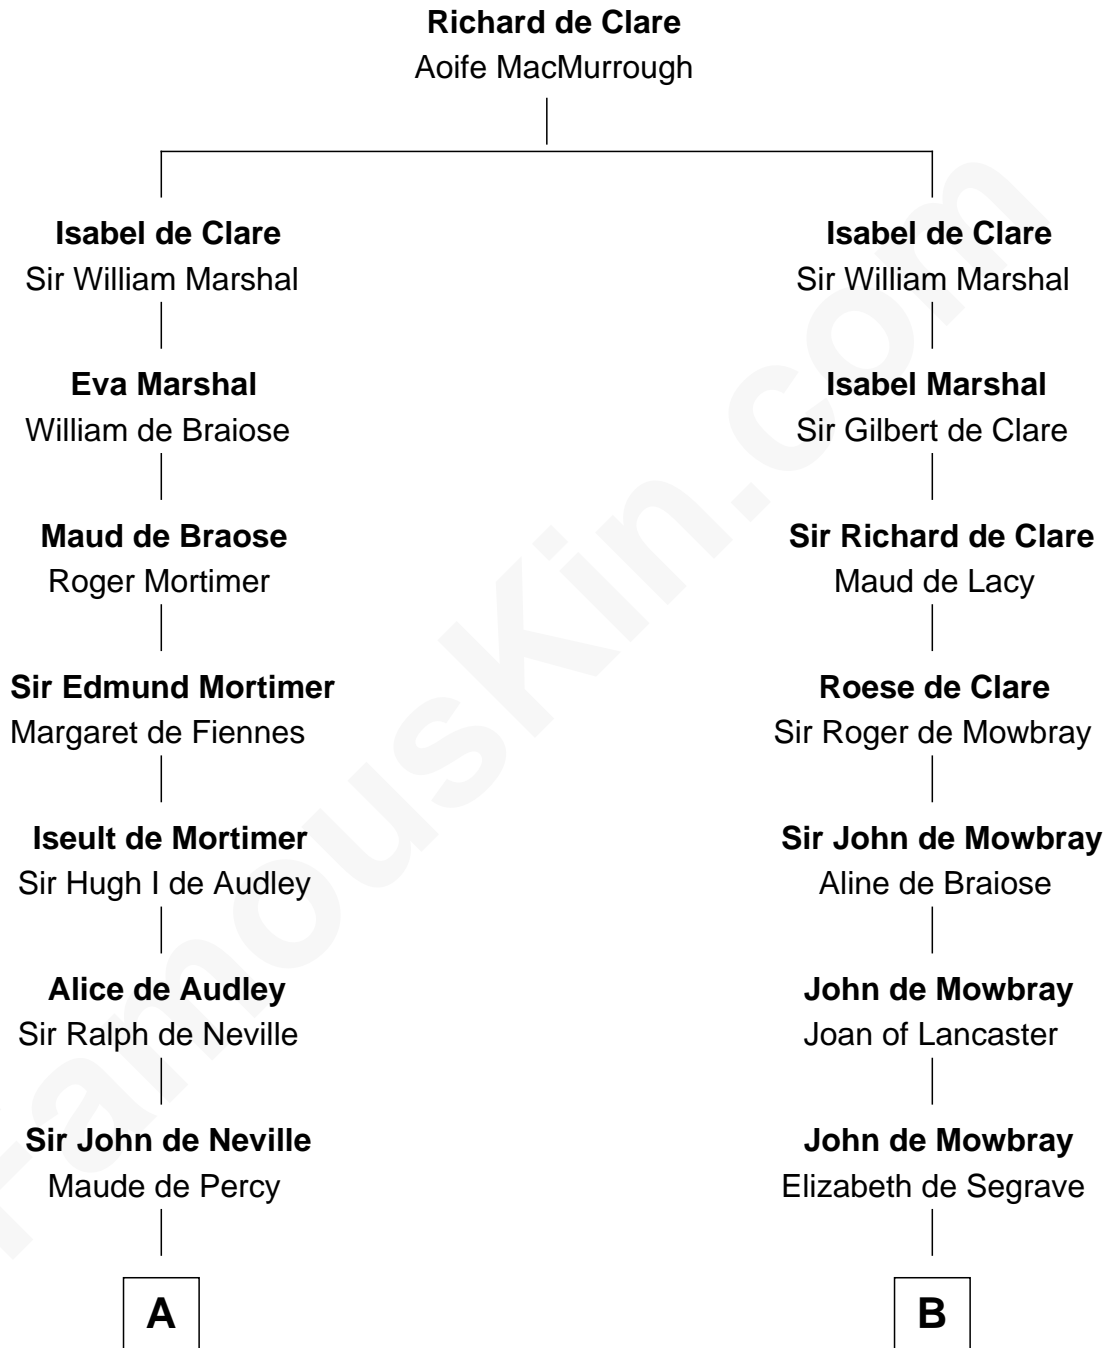 Richard de Clare
Aoife MacMurrough
Isabel de Clare
Sir William Marshal
Isabel de Clare
Sir William Marshal
Eva Marshal
William de Braiose
Isabel Marshal
Sir Gilbert de Clare
Maud de Braose
Roger Mortimer
Sir Richard de Clare
Maud de Lacy
Sir Edmund Mortimer
Margaret de Fiennes
Roese de Clare
Sir Roger de Mowbray
Iseult de Mortimer
Sir Hugh I de Audley
Sir John de Mowbray
Aline de Braiose
Alice de Audley
Sir Ralph de Neville
John de Mowbray
Joan of Lancaster
Sir John de Neville
Maude de Percy
John de Mowbray
Elizabeth de Segrave
A
B
FamousKin.com